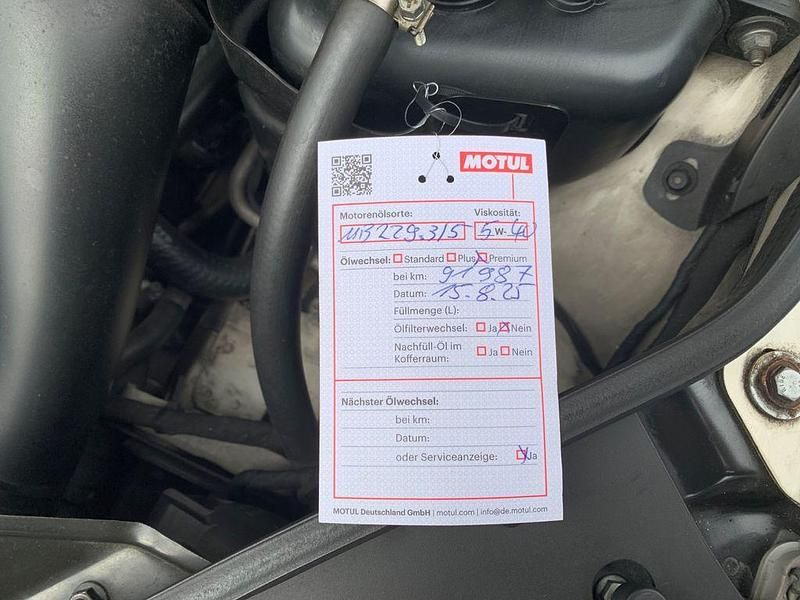 MOTUL
Motorenölsorte: Viskosität:
MB 229.3/5 5 W- 40
Ölwechsel: Standard Plus Premium
bei km: 91987
Datum: 15.8.25
Füllmenge (L):
Ölfilterwechsel: Ja Nein
Nachfüll-Öl im
Kofferraum: Ja Nein
Nächster Ölwechsel:
bei km:
Datum:
oder Serviceanzeige: Ja
MOTUL Deutschland GmbH | motul.com | info@de.motul.com